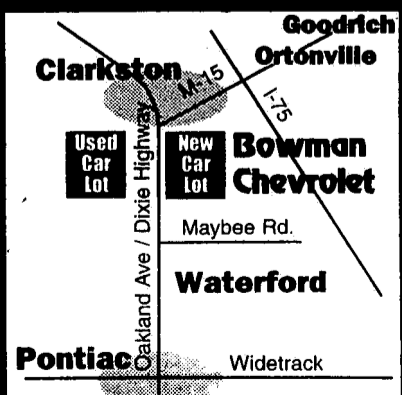 Goodrich
Ortonville
Clarkston
M-15
I-75
Used
Car
Lot
New
Car
Lot
Bowman
Chevrolet
Oakland Ave / Dixie Highway
Maybee Rd.
Waterford
Pontiac
Widetrack